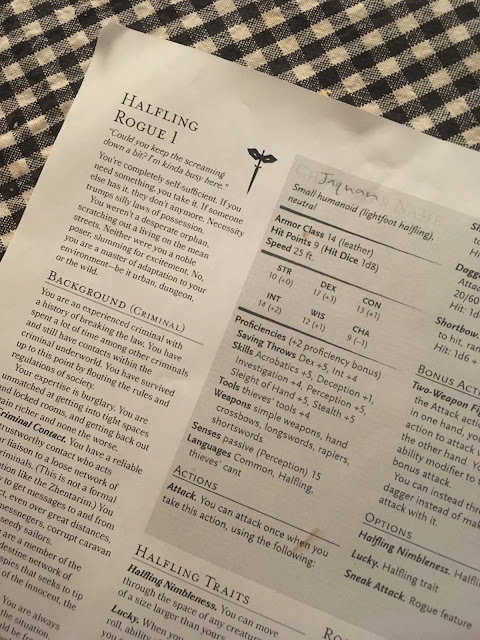 HALFLING
ROGUE 1
"Could you keep the screaming
down a bit? I'm kinda busy here."
You're completely self-sufficient. If you
need something, you take it. If someone
else has it, they don't anymore. Necessity
trumps silly laws of possession.
You weren't a desperate orphan,
scratching out a living on the mean
streets. Neither were you a noble
poser, slumming for excitement. No,
you are a master of adaptation to your
environment—be it urban, dungeon,
or the wild.
BACKGROUND (CRIMINAL)
You are an experienced criminal with
a history of breaking the law. You have
spent a lot of time among other criminals
and still have contacts within the
criminal underworld. You have survived
up to this point by flouting the rules and
regulations of society.
Your expertise is burglary. You are
unmatched at getting into tight spaces
and locked rooms, and getting back out
again richer and none the worse.
Criminal Contact. You have a reliable
trustworthy contact who acts
liaison to a loose network of
criminals. (This is not a formal
like the Zhentarim.) You
to get messages to and from
even over great distances,
messengers, corrupt caravan
seedy sailors.
are a member of the
destine network of
spies that seeks to tip
of the innocent, the
You are always
the situation.
Jaquan
Small humanoid (lightfoot halfling),
neutral
Armor Class 14 (leather)
Hit Points 9 (Hit Dice 1d8)
Speed 25 ft.
STR DEX CON
10 (+0) 17 (+3) 13 (+1)
INT WIS CHA
14 (+2) 12 (+1) 9 (−1)
Proficiencies (+2 proficiency bonus)
Saving Throws Dex +5, Int +4
Skills Acrobatics +5, Deception +1,
Investigation +4, Perception +5,
Sleight of Hand +5, Stealth +5
Tools thieves' tools +4
Weapons simple weapons, hand
crossbows, longswords, rapiers,
shortswords
Senses passive (Perception) 15
Languages Common, Halfling,
thieves' cant
ACTIONS
Attack. You can attack once when you
take this action, using the following:
HALFLING TRAITS
Halfling Nimbleness. You can move
through the space of any creature
of a size larger than yours
Lucky. When you
roll, ability
Dagg
Atta
20/60
Hit: 1d
Shortbow.
to hit, ran
Hit: 1d6 +
BONUS ACT
Two-Weapon Fi
the Attack acti
in one hand, yo
action to attack
the other hand. Yo
ability modifier to t
bonus attack.
You can instead thr
dagger instead of mak
attack with it.
OPTIONS
Halfling Nimbleness. Halfli
Lucky. Halfling trait
Sneak Attack. Rogue feature
RO